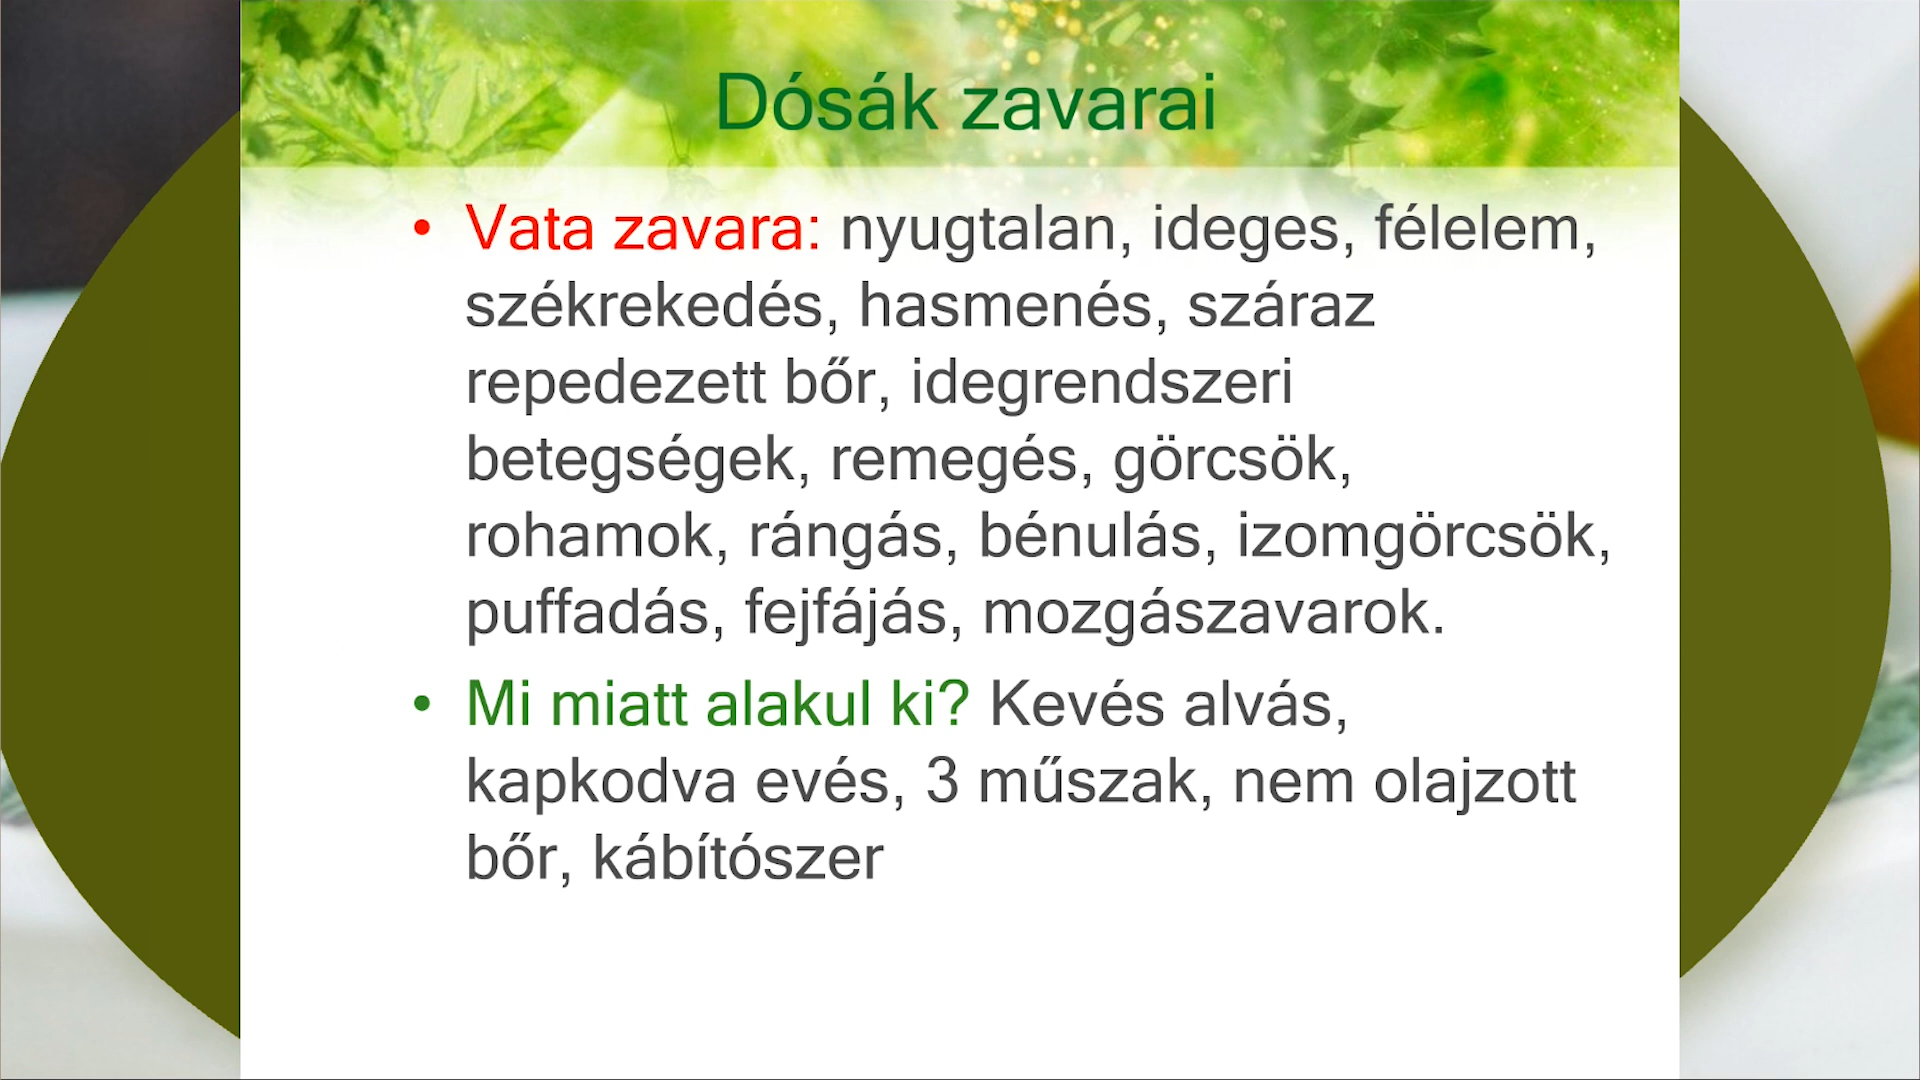 Dósák zavarai
• Vata zavara: nyugtalan, ideges, félelem,
székrekedés, hasmenés, száraz
repedezett bőr, idegrendszeri
betegségek, remegés, görcsök,
rohamok, rángás, bénulás, izomgörcsök,
puffadás, fejfájás, mozgászavarok.
• Mi miatt alakul ki? Kevés alvás,
kapkodva evés, 3 műszak, nem olajzott
bőr, kábítószer